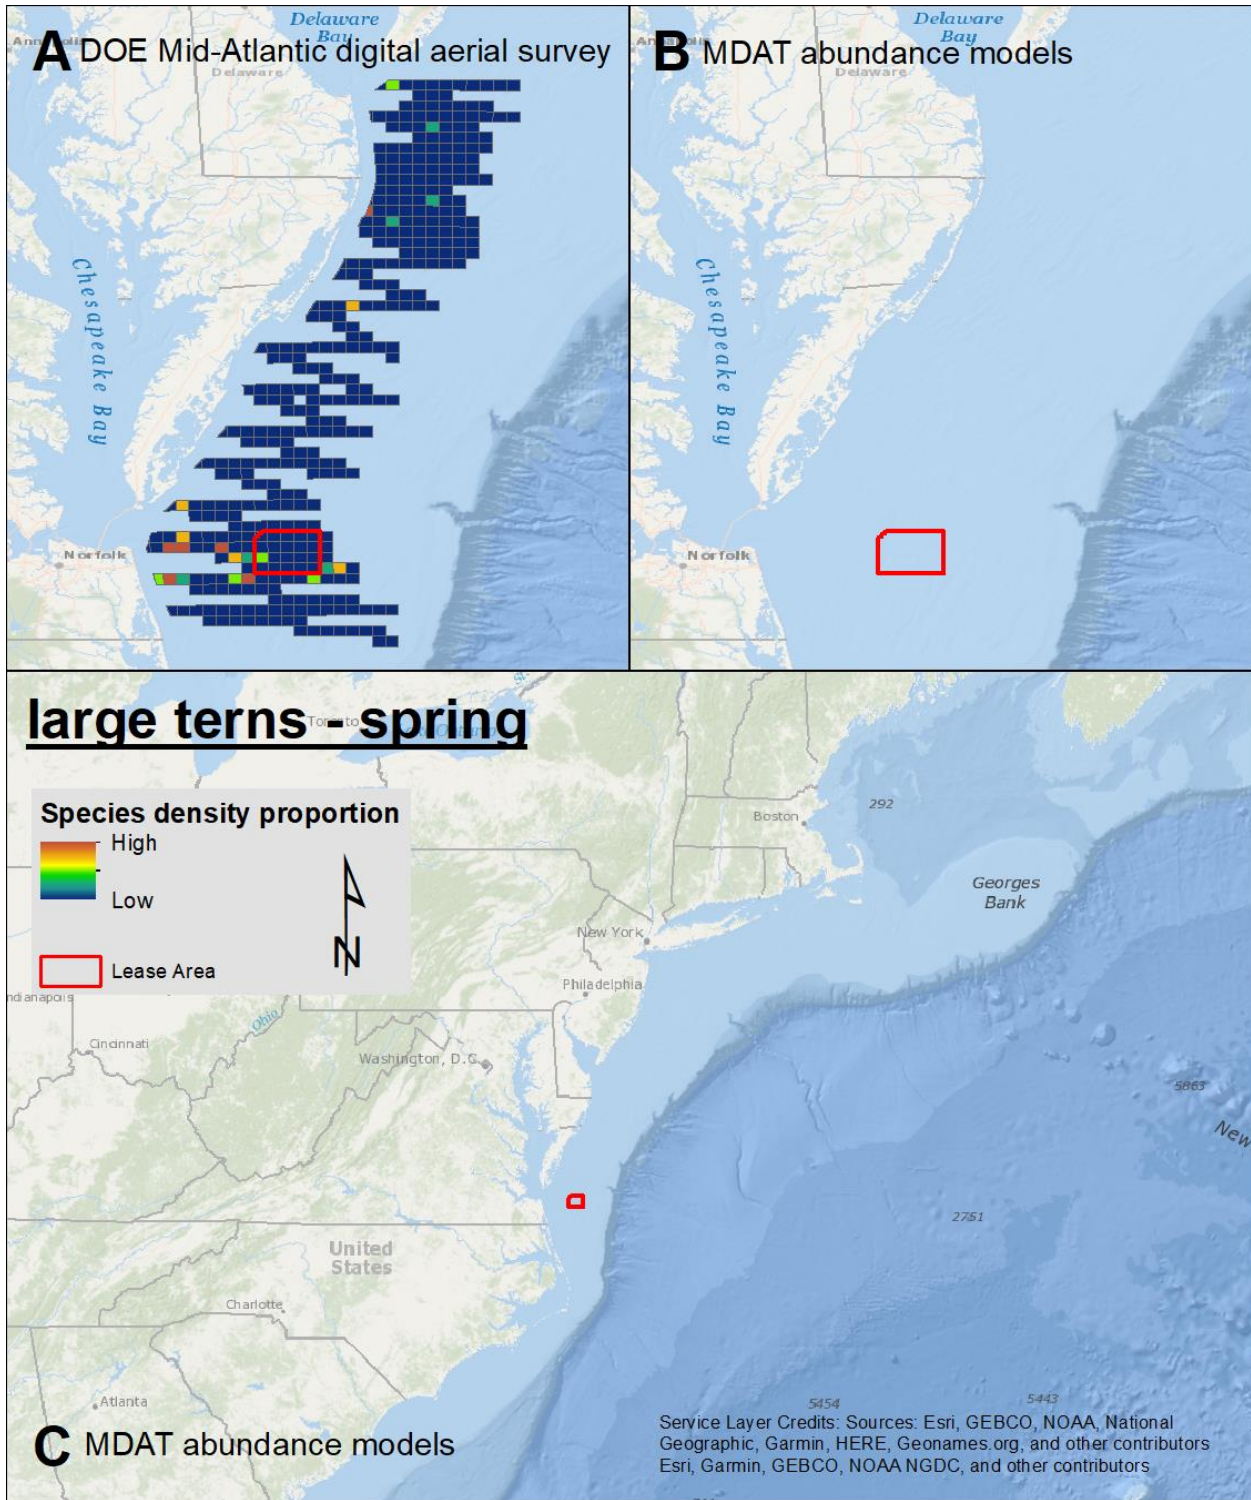 Delaware
Bay
Delaware
A DOE Mid-Atlantic digital aerial survey
Chesapeake Bay
Norfolk
Delaware
Bay
Delaware
B MDAT abundance models
Chesapeake Bay
Norfolk
large terns - spring
Toronto
Species density proportion
High
Low
Lease Area
N
292
Boston
Georges
Bank
New York
Philadelphia
Indianapolis
Ohio
Cincinnati
Washington, D.C.
5863
New
2751
United
States
Charlotte
Atlanta
5454
5443
C MDAT abundance models
Service Layer Credits: Sources: Esri, GEBCO, NOAA, National
Geographic, Garmin, HERE, Geonames.org, and other contributors
Esri, Garmin, GEBCO, NOAA NGDC, and other contributors